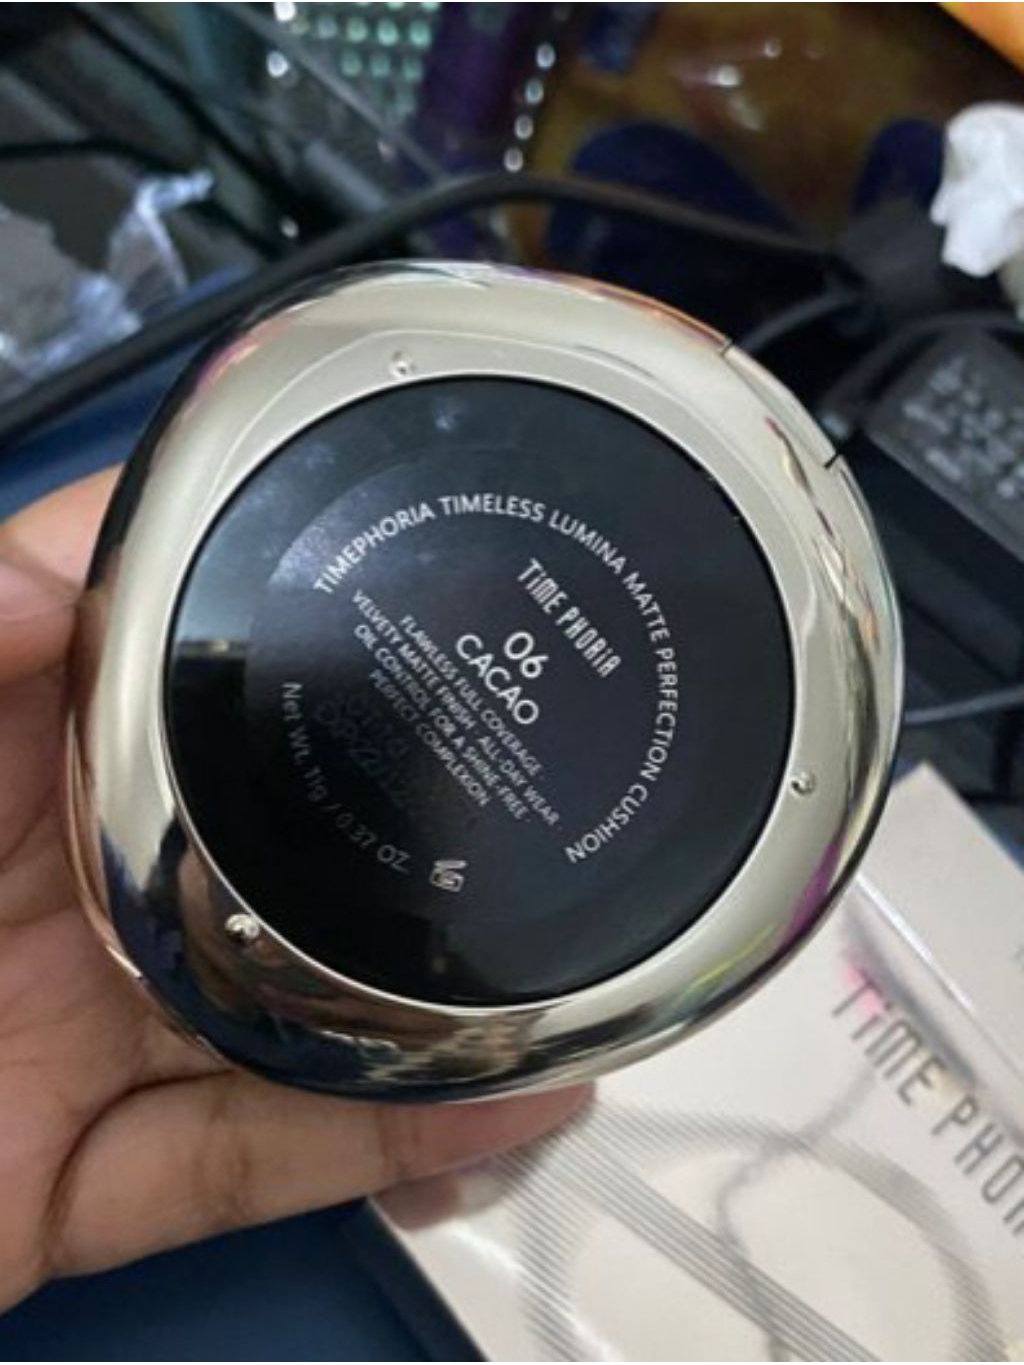 TIMEPHORIA TIMELESS LUMINA MATTE PERFECTION CUSHION
TIME PHORIA
06
CACAO
FLAWLESS FULL COVERAGE
VELVETY MATTE FINISH · ALL-DAY WEAR
OIL CONTROL FOR A SHINE-FREE
PERFECT COMPLEXION
Net Wt. 11g / 0.37 OZ.
TIME PHORI